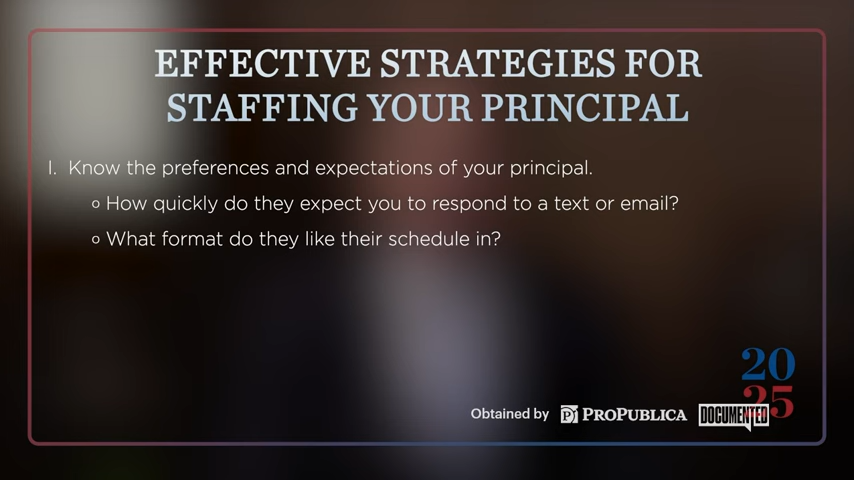 EFFECTIVE STRATEGIES FOR
STAFFING YOUR PRINCIPAL
I. Know the preferences and expectations of your principal.
o How quickly do they expect you to respond to a text or email?
o What format do they like their schedule in?
20
25
Obtained by PROPUBLICA DOCUMENTED